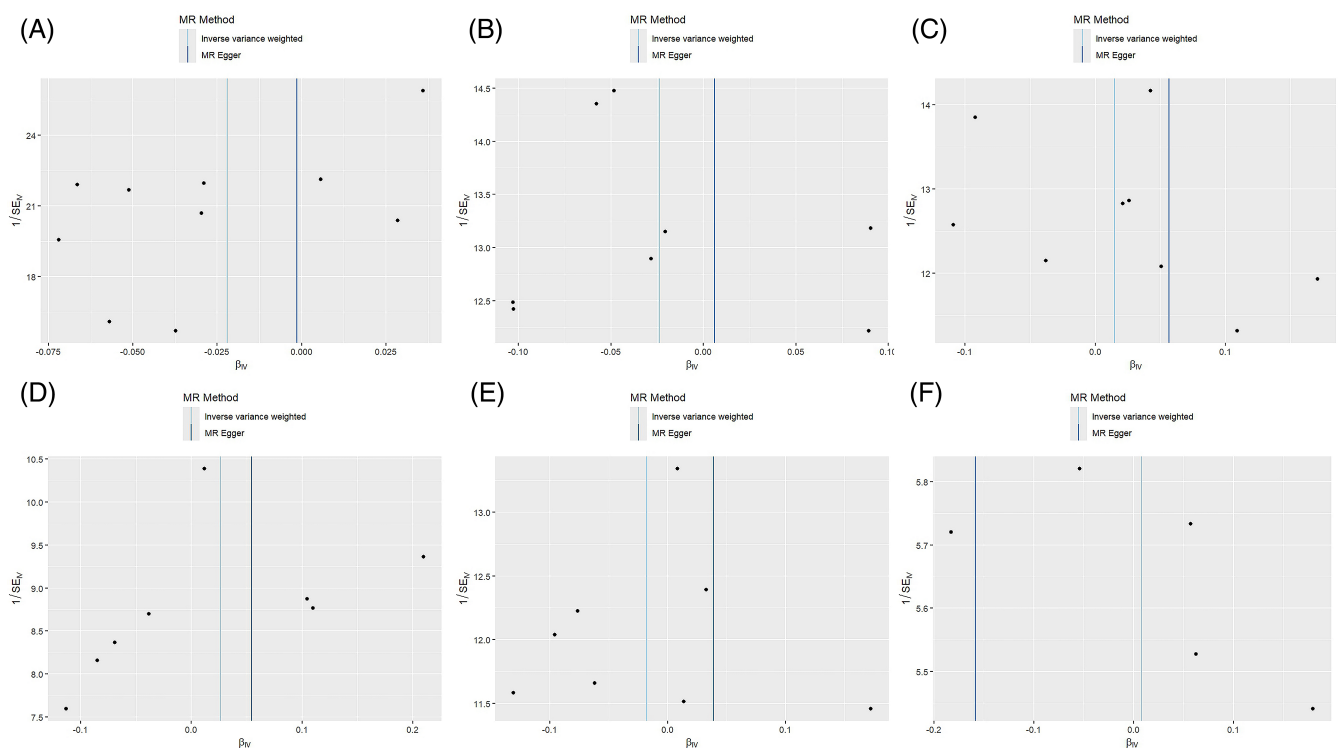 (A)
MR Method
Inverse variance weighted
MR Egger
24
21
18
1/SE_IV
-0.075 -0.050 -0.025 0.000 0.025
β_IV
(B)
MR Method
Inverse variance weighted
MR Egger
14.5
14.0
13.5
13.0
12.5
1/SE_IV
-0.10 -0.05 0.00 0.05 0.10
β_IV
(C)
MR Method
Inverse variance weighted
MR Egger
14
13
12
1/SE_IV
-0.1 0.0 0.1
β_IV
(D)
MR Method
Inverse variance weighted
MR Egger
10.5
10.0
9.5
9.0
8.5
8.0
7.5
1/SE_IV
-0.1 0.0 0.1 0.2
β_IV
(E)
MR Method
Inverse variance weighted
MR Egger
13.0
12.5
12.0
11.5
1/SE_IV
-0.1 0.0 0.1
β_IV
(F)
MR Method
Inverse variance weighted
MR Egger
5.8
5.7
5.6
5.5
1/SE_IV
-0.2 -0.1 0.0 0.1
β_IV